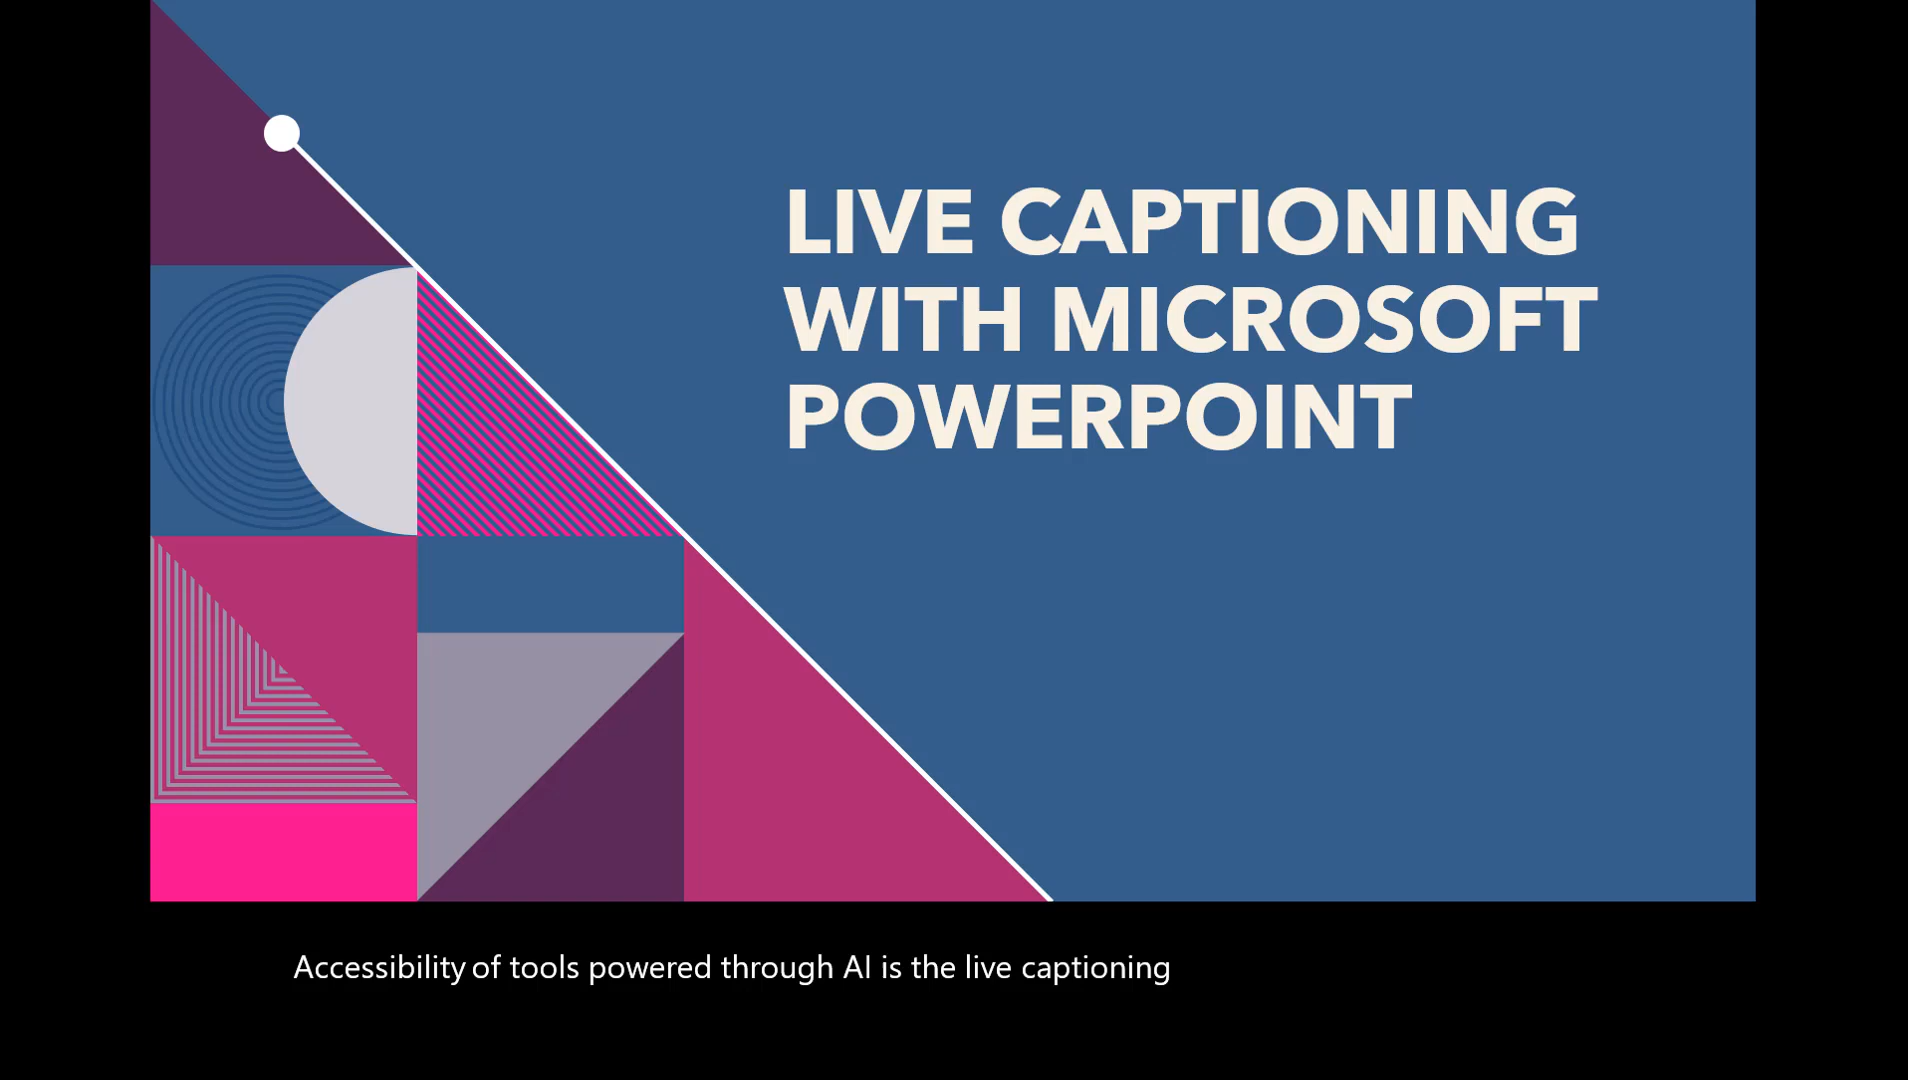 LIVE CAPTIONING
WITH MICROSOFT
POWERPOINT
Accessibility of tools powered through AI is the live captioning